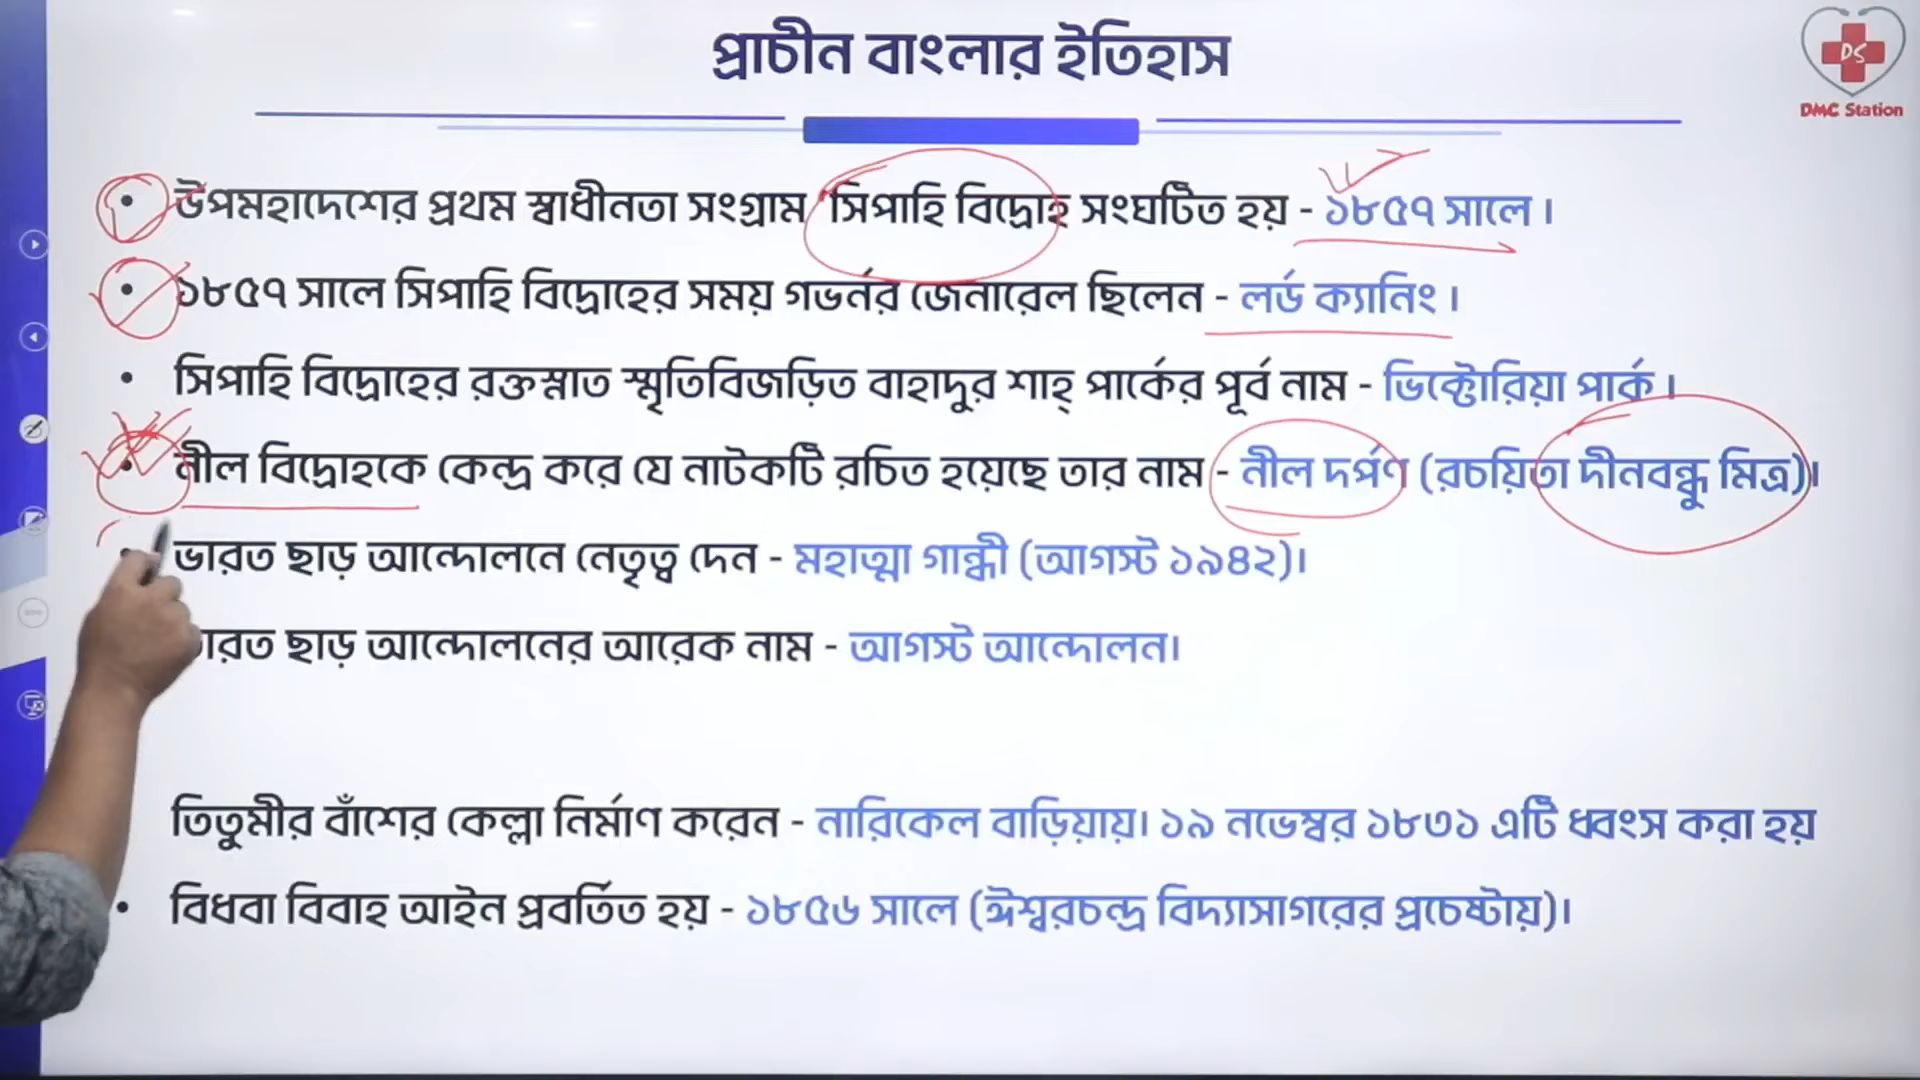 প্রাচীন বাংলার ইতিহাস
DS
DMC Station
• উপমহাদেশের প্রথম স্বাধীনতা সংগ্রাম সিপাহি বিদ্রোহ সংঘটিত হয় - ১৮৫৭ সালে।
• ১৮৫৭ সালে সিপাহি বিদ্রোহের সময় গভর্নর জেনারেল ছিলেন - লর্ড ক্যানিং।
• সিপাহি বিদ্রোহের রক্তস্নাত স্মৃতিবিজড়িত বাহাদুর শাহ্ পার্কের পূর্ব নাম - ভিক্টোরিয়া পার্ক।
• নীল বিদ্রোহকে কেন্দ্র করে যে নাটকটি রচিত হয়েছে তার নাম - নীল দর্পণ (রচয়িতা দীনবন্ধু মিত্র)।
• ভারত ছাড় আন্দোলনে নেতৃত্ব দেন - মহাত্মা গান্ধী (আগস্ট ১৯৪২)।
ভারত ছাড় আন্দোলনের আরেক নাম - আগস্ট আন্দোলন।
তিতুমীর বাঁশের কেল্লা নির্মাণ করেন - নারিকেল বাড়িয়ায়। ১৯ নভেম্বর ১৮৩১ এটি ধ্বংস করা হয়
• বিধবা বিবাহ আইন প্রবর্তিত হয় - ১৮৫৬ সালে (ঈশ্বরচন্দ্র বিদ্যাসাগরের প্রচেষ্টায়)।